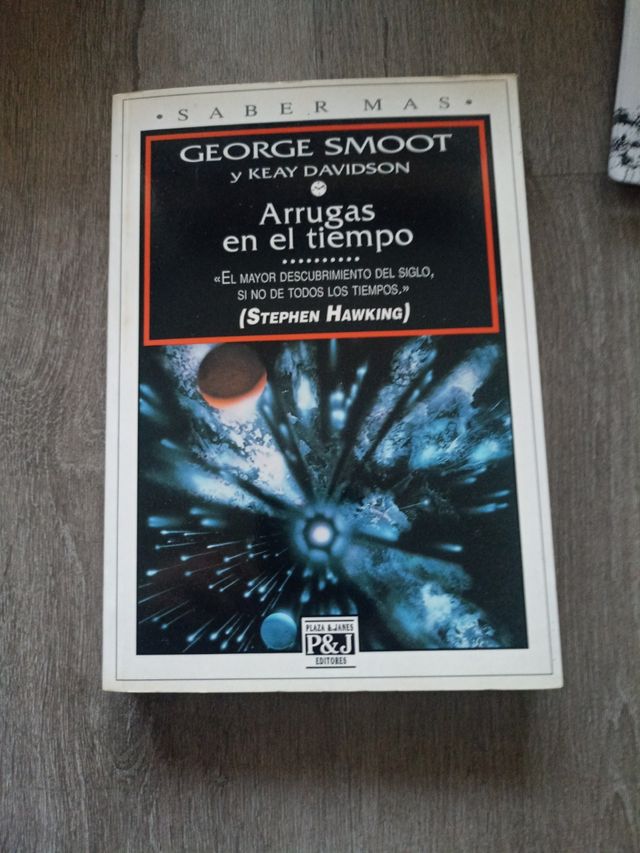 • SABER MAS •
GEORGE SMOOT
y KEAY DAVIDSON
Arrugas
en el tiempo
..........
«EL MAYOR DESCUBRIMIENTO DEL SIGLO,
SI NO DE TODOS LOS TIEMPOS.»
(STEPHEN HAWKING)
PLAZA & JANES
P&J
EDITORES